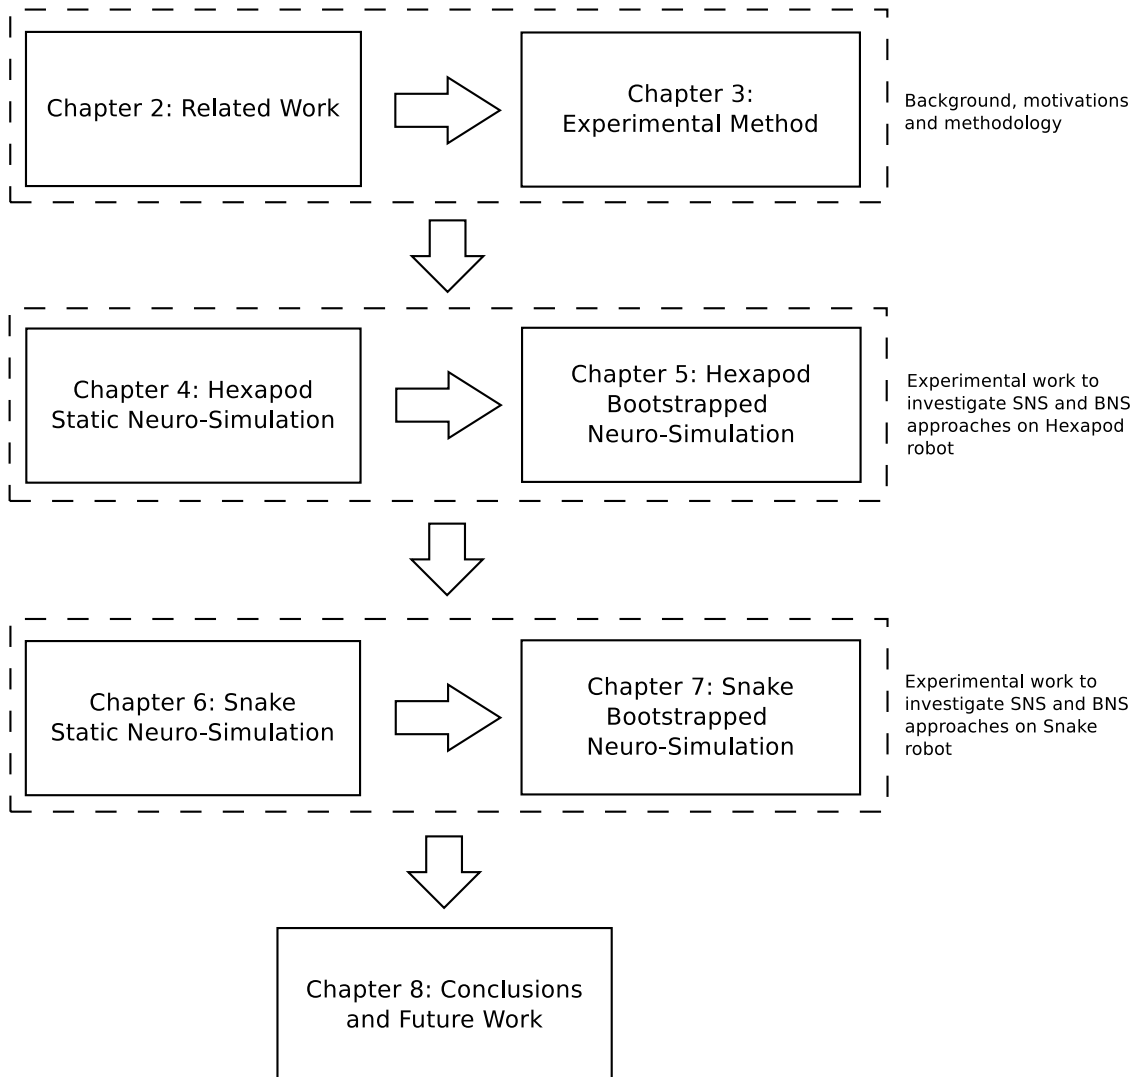 Chapter 2: Related Work
Chapter 3:
Experimental Method
Background, motivations
and methodology
Chapter 4: Hexapod
Static Neuro-Simulation
Chapter 5: Hexapod
Bootstrapped
Neuro-Simulation
Experimental work to
investigate SNS and BNS
approaches on Hexapod
robot
Chapter 6: Snake
Static Neuro-Simulation
Chapter 7: Snake
Bootstrapped
Neuro-Simulation
Experimental work to
investigate SNS and BNS
approaches on Snake
robot
Chapter 8: Conclusions
and Future Work